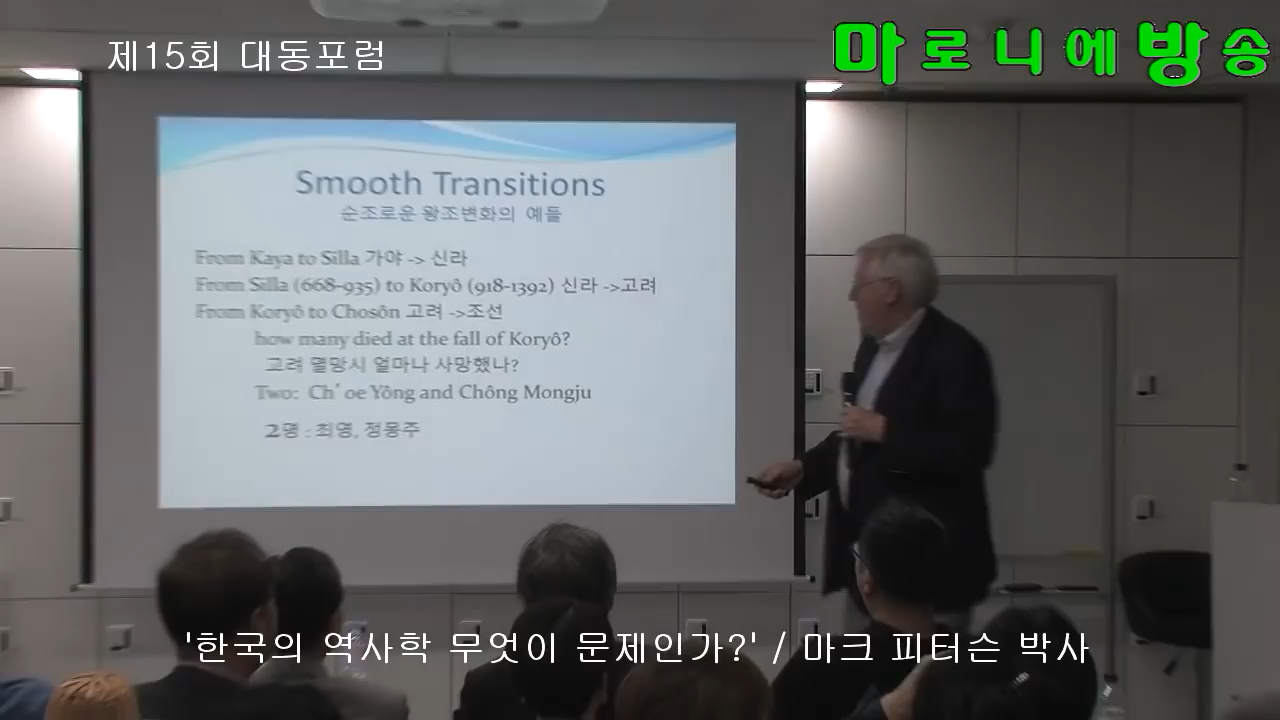 제15회 대동포럼
마로니에방송
Smooth Transitions
순조로운 왕조변화의 예들
From Kaya to Silla 가야 -> 신라
From Silla (668-935) to Koryô (918-1392) 신라 ->고려
From Koryô to Chosôn 고려 ->조선
how many died at the fall of Koryô?
고려 멸망시 얼마나 사망했나?
Two: Ch'oe Yông and Chông Mongju
2명 : 최영, 정몽주
'한국의 역사학 무엇이 문제인가?' / 마크 피터슨 박사